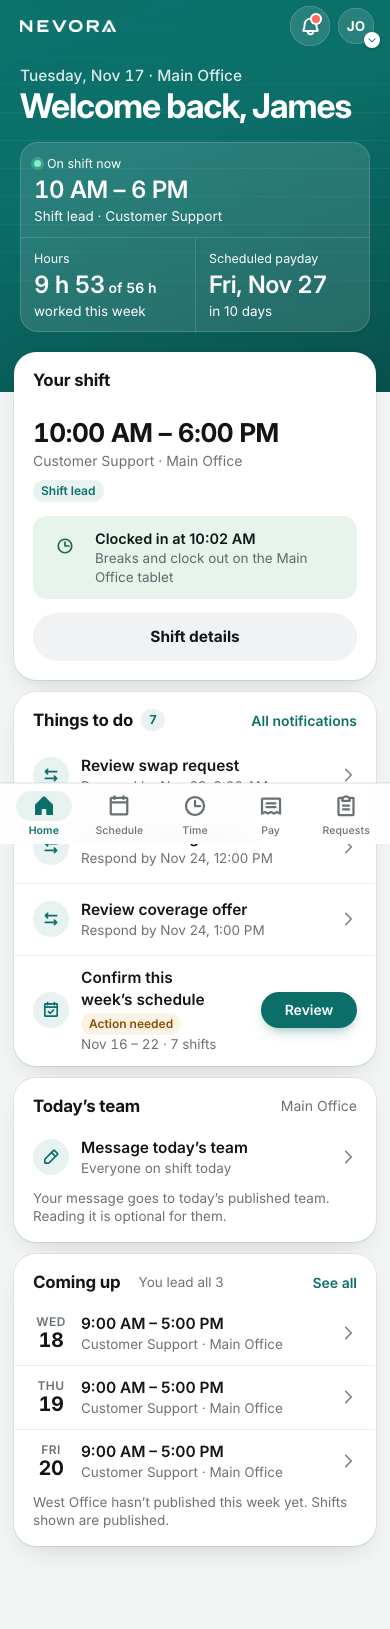 NEVORA
JO
Tuesday, Nov 17 · Main Office
Welcome back, James
On shift now
10 AM – 6 PM
Shift lead · Customer Support
Hours
9 h 53 of 56 h
worked this week
Scheduled payday
Fri, Nov 27
in 10 days
Your shift
10:00 AM – 6:00 PM
Customer Support · Main Office
Shift lead
Clocked in at 10:02 AM
Breaks and clock out on the Main
Office tablet
Shift details
Things to do 7
All notifications
Review swap request
Home
Schedule
Time
Pay
Requests
Respond by Nov 24, 12:00 PM
Review coverage offer
Respond by Nov 24, 1:00 PM
Confirm this
week’s schedule
Action needed
Nov 16 – 22 · 7 shifts
Review
Today’s team
Main Office
Message today’s team
Everyone on shift today
Your message goes to today’s published team.
Reading it is optional for them.
Coming up
You lead all 3
See all
WED
18
9:00 AM – 5:00 PM
Customer Support · Main Office
THU
19
9:00 AM – 5:00 PM
Customer Support · Main Office
FRI
20
9:00 AM – 5:00 PM
Customer Support · Main Office
West Office hasn’t published this week yet. Shifts
shown are published.